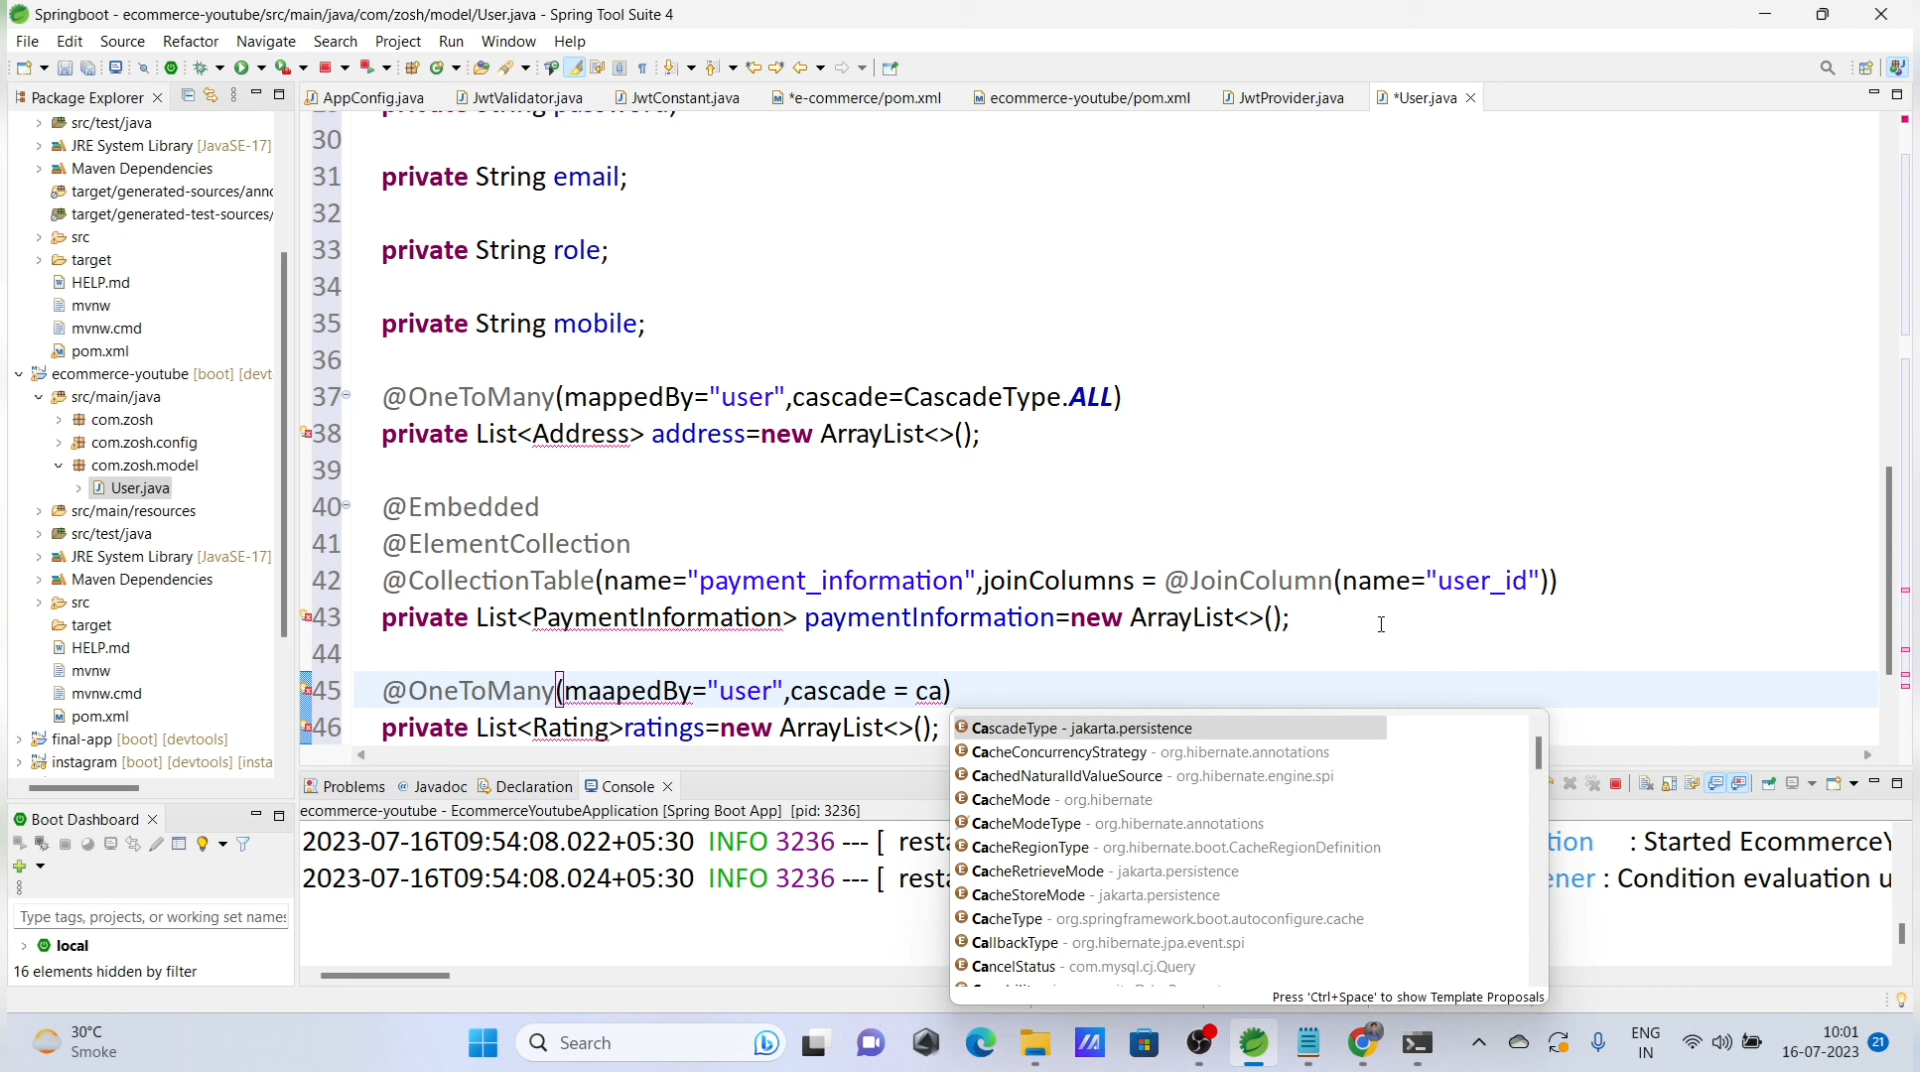 Springboot - ecommerce-youtube/src/main/java/com/zosh/model/User.java - Spring Tool Suite 4
File Edit Source Refactor Navigate Search Project Run Window Help
Package Explorer
AppConfig.java JwtValidator.java JwtConstant.java *e-commerce/pom.xml ecommerce-youtube/pom.xml JwtProvider.java *User.java
src/test/java
JRE System Library [JavaSE-17]
Maven Dependencies
target/generated-sources/anno
target/generated-test-sources/
src
target
HELP.md
mvnw
mvnw.cmd
pom.xml
ecommerce-youtube [boot] [devt
src/main/java
com.zosh
com.zosh.config
com.zosh.model
User.java
src/main/resources
src/test/java
JRE System Library [JavaSE-17]
Maven Dependencies
src
target
HELP.md
mvnw
mvnw.cmd
pom.xml
final-app [boot] [devtools]
instagram [boot] [devtools] [insta
30
31 private String email;
32
33 private String role;
34
35 private String mobile;
36
37 @OneToMany(mappedBy="user",cascade=CascadeType.ALL)
38 private List<Address> address=new ArrayList<>();
39
40 @Embedded
41 @ElementCollection
42 @CollectionTable(name="payment_information",joinColumns = @JoinColumn(name="user_id"))
43 private List<PaymentInformation> paymentInformation=new ArrayList<>();
44
45 @OneToMany(maapedBy="user",cascade = ca)
46 private List<Rating>ratings=new ArrayList<>();
CascadeType - jakarta.persistence
CacheConcurrencyStrategy - org.hibernate.annotations
CachedNaturalIdValueSource - org.hibernate.engine.spi
CacheMode - org.hibernate
CacheModeType - org.hibernate.annotations
CacheRegionType - org.hibernate.boot.CacheRegionDefinition
CacheRetrieveMode - jakarta.persistence
CacheStoreMode - jakarta.persistence
CacheType - org.springframework.boot.autoconfigure.cache
CallbackType - org.hibernate.jpa.event.spi
CancelStatus - com.mysql.cj.Query
Press 'Ctrl+Space' to show Template Proposals
Problems Javadoc Declaration Console
ecommerce-youtube - EcommerceYoutubeApplication [Spring Boot App] [pid: 3236]
2023-07-16T09:54:08.022+05:30 INFO 3236 --- [ resta tion : Started EcommerceY
2023-07-16T09:54:08.024+05:30 INFO 3236 --- [ resta ener : Condition evaluation u
Boot Dashboard
Type tags, projects, or working set names
local
16 elements hidden by filter
30°C
Smoke
Search
ENG
IN
10:01
16-07-2023
21